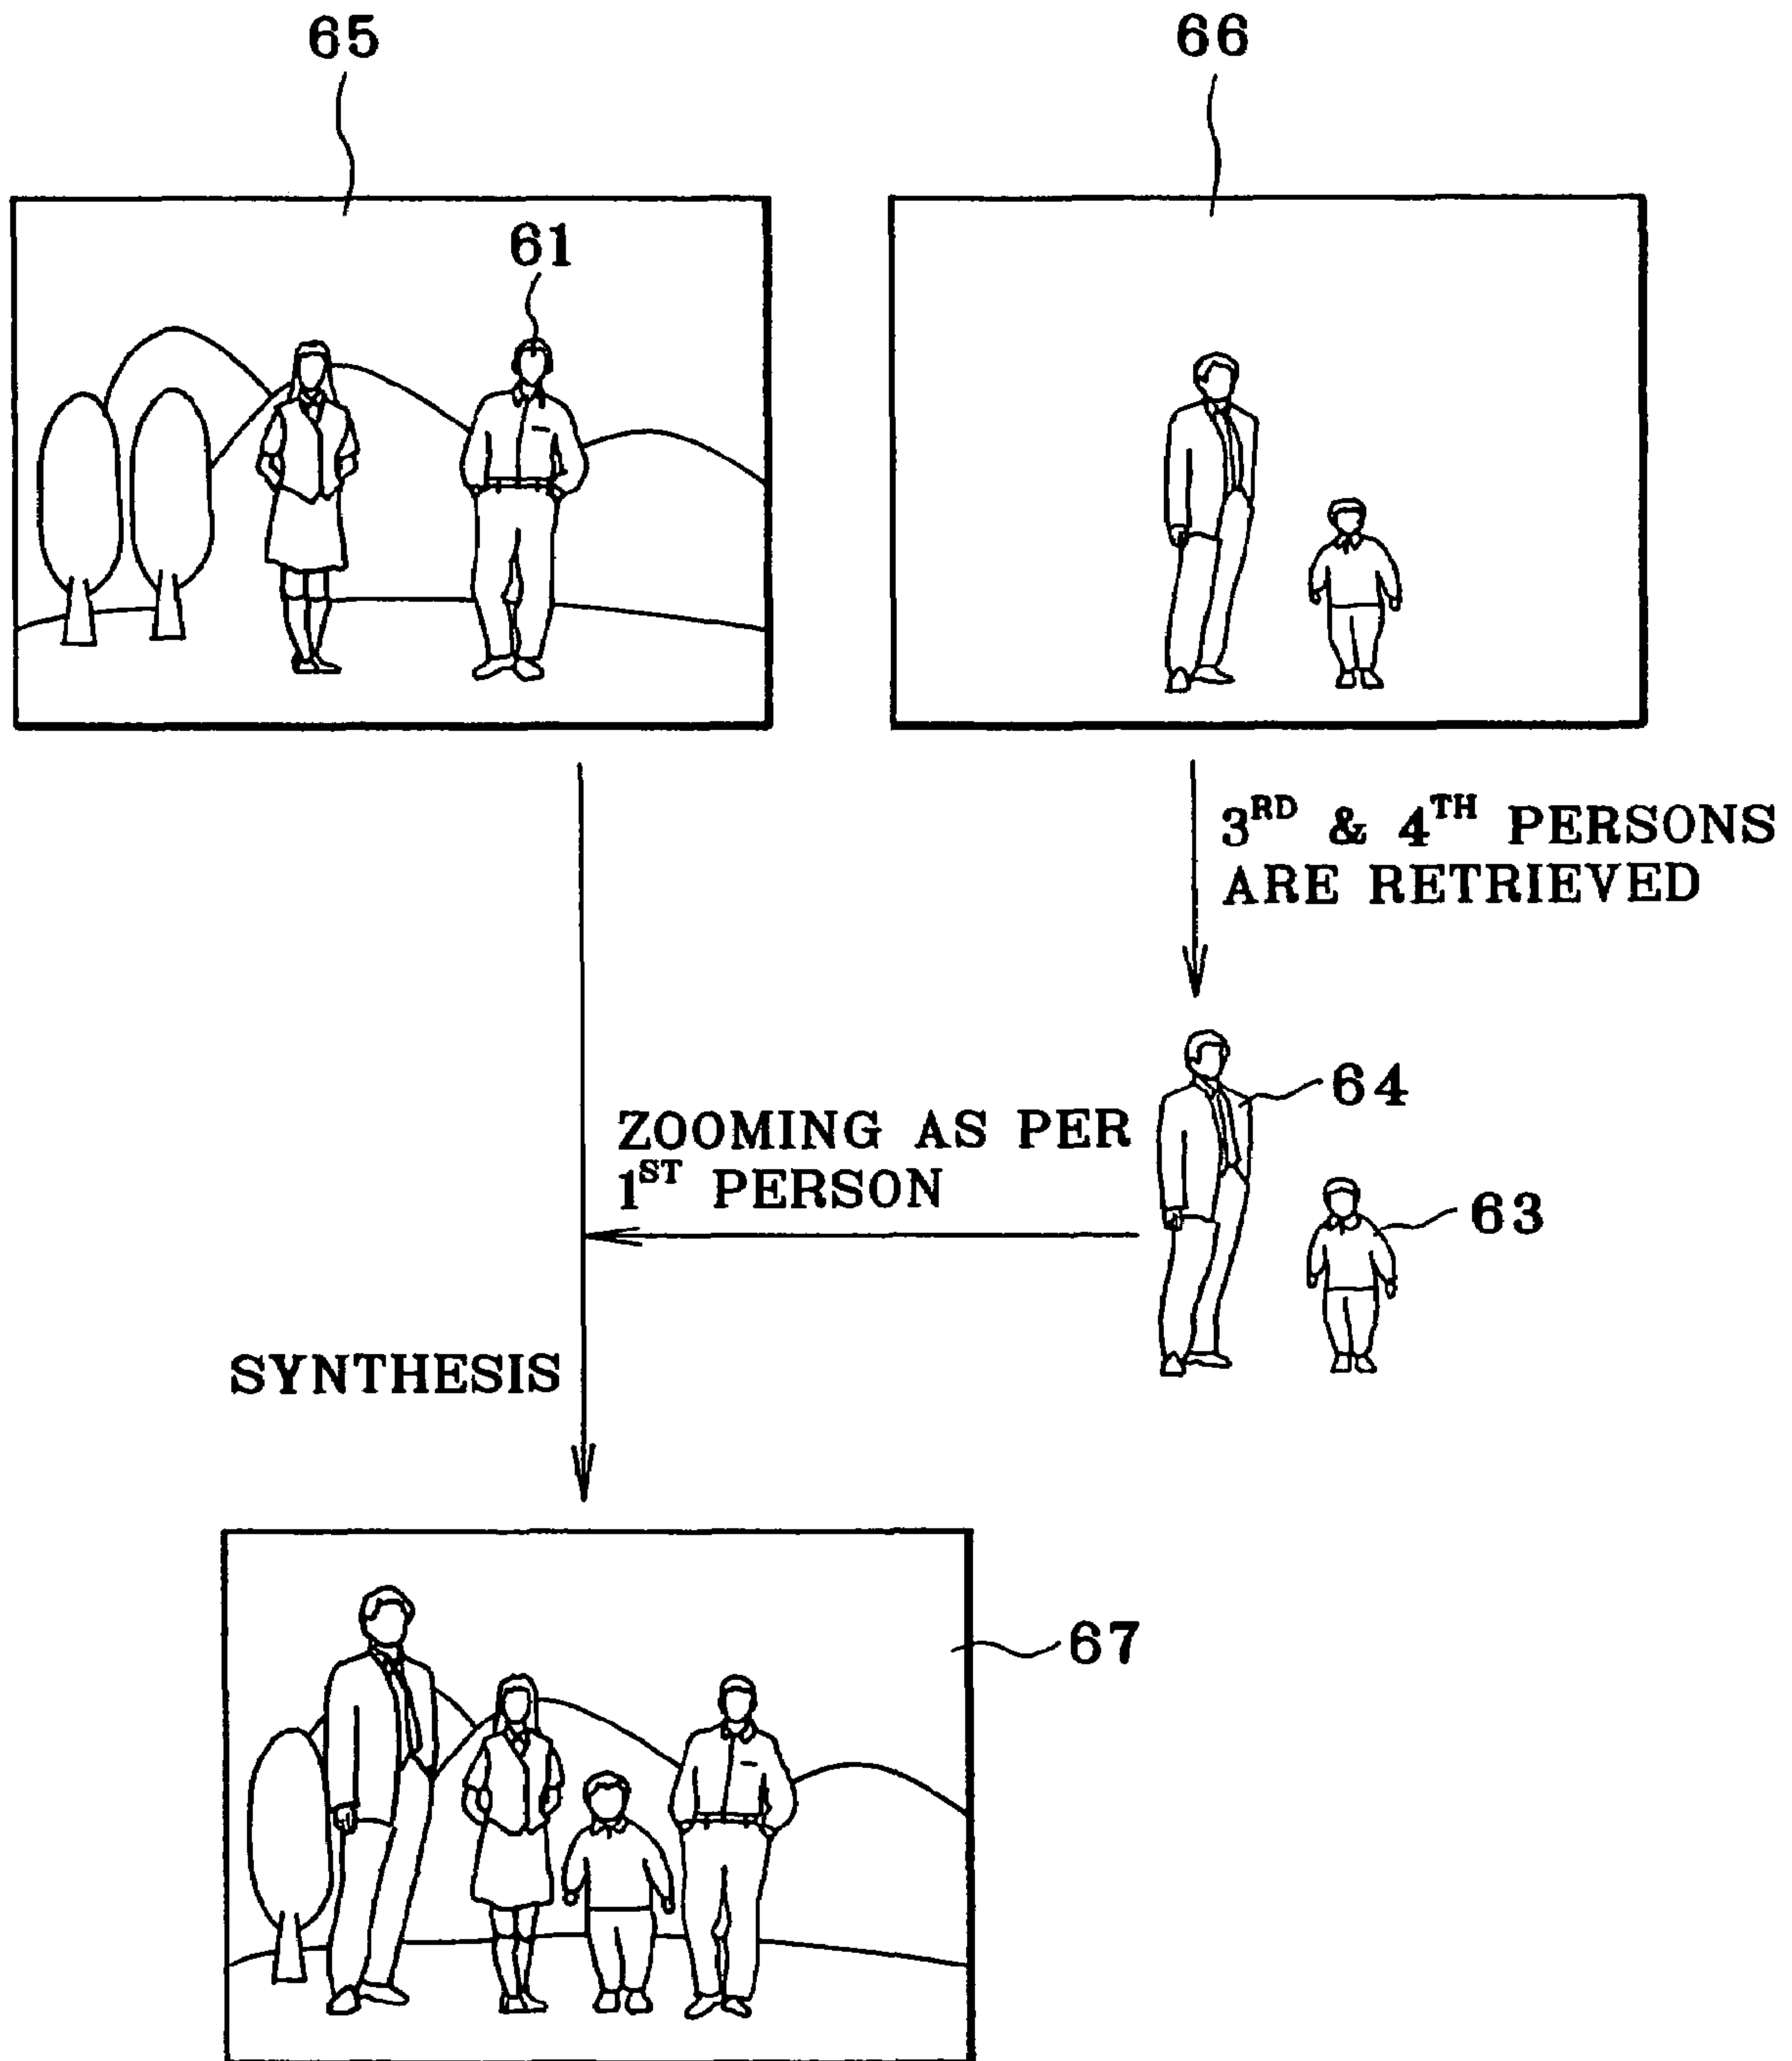 65
66
61
3RD & 4TH PERSONS
ARE RETRIEVED
64
ZOOMING AS PER
1ST PERSON
63
SYNTHESIS
67